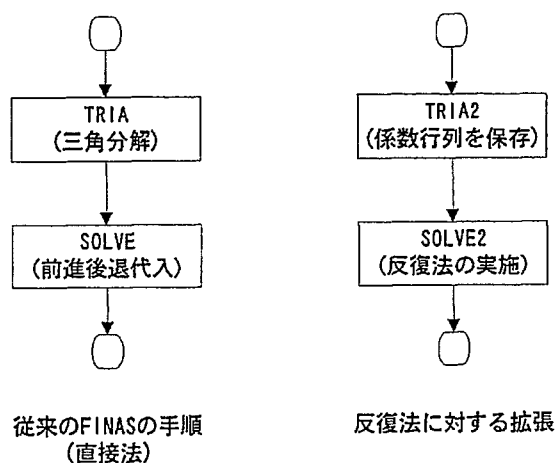 TRIA
(三角分解)
SOLVE
(前進後退代入)
従来のFINASの手順
(直接法)
TRIA2
(係数行列を保存)
SOLVE2
(反復法の実施)
反復法に対する拡張